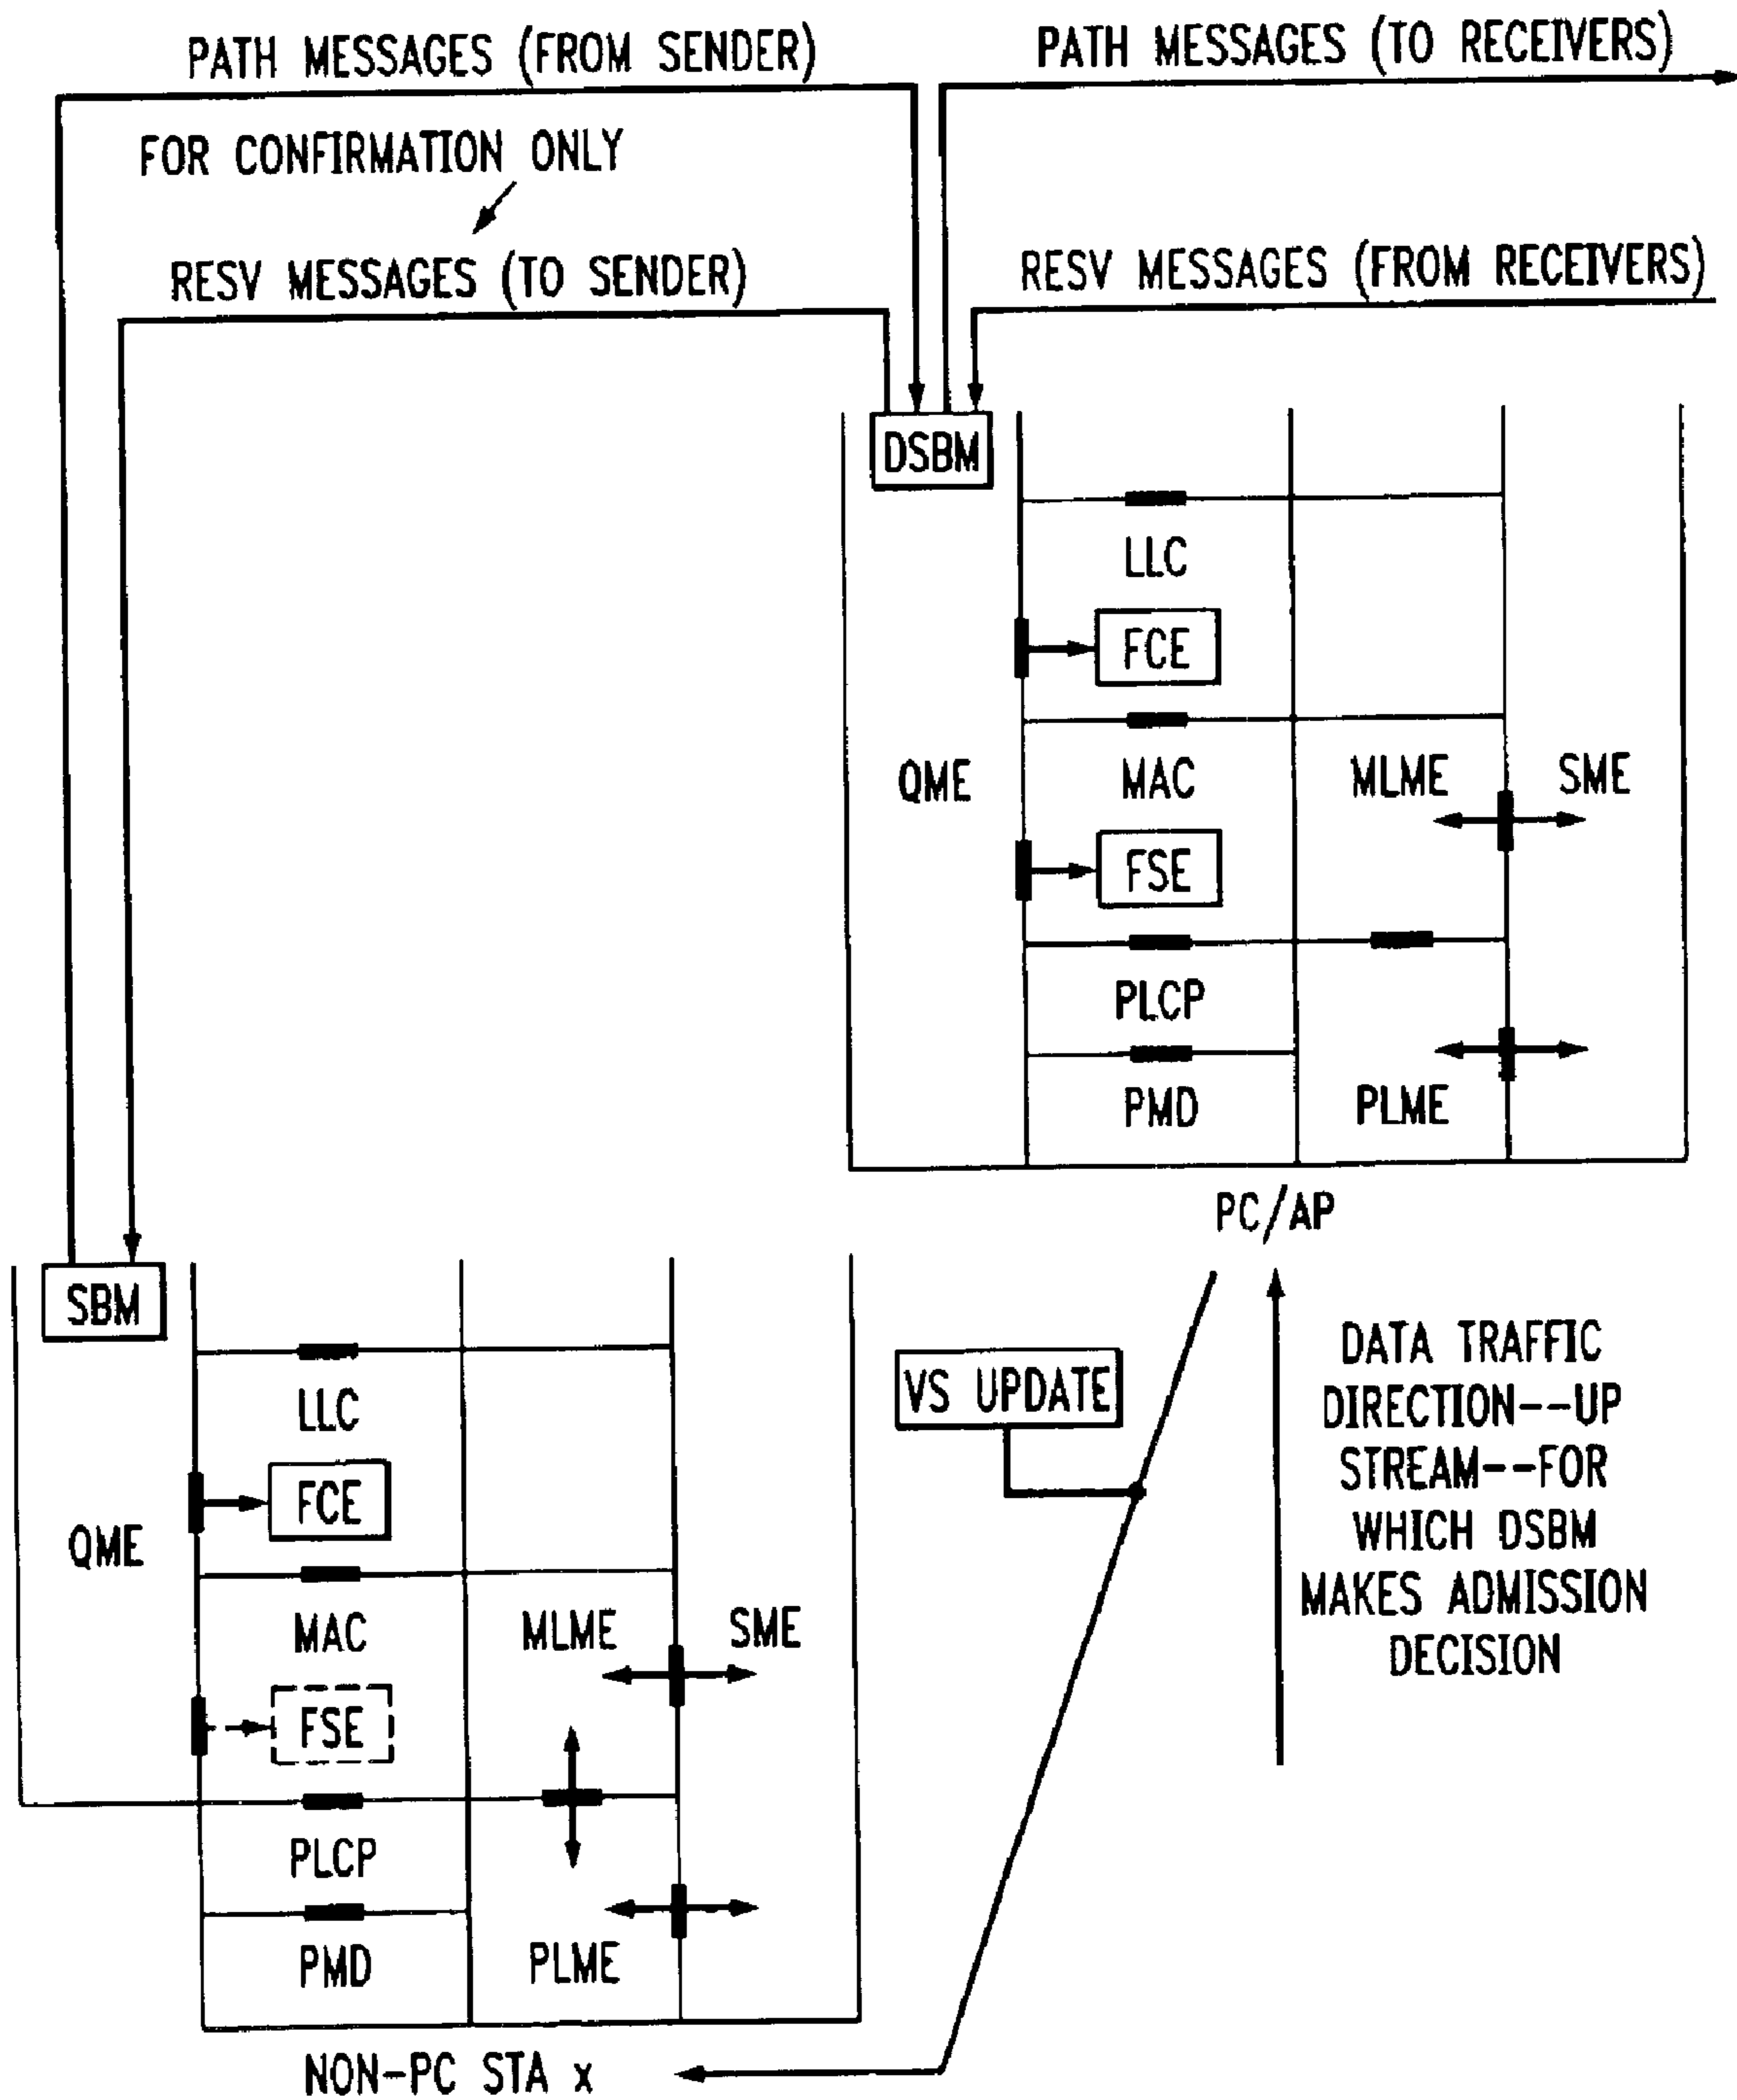 PATH MESSAGES (FROM SENDER)
PATH MESSAGES (TO RECEIVERS)
FOR CONFIRMATION ONLY
RESV MESSAGES (TO SENDER)
RESV MESSAGES (FROM RECEIVERS)
DSBM
LLC
FCE
QME
MAC
MLME
SME
FSE
PLCP
PMD
PLME
PC/AP
SBM
LLC
FCE
QME
MAC
MLME
SME
FSE
PLCP
PMD
PLME
NON-PC STA x
VS UPDATE
DATA TRAFFIC
DIRECTION--UP
STREAM--FOR
WHICH DSBM
MAKES ADMISSION
DECISION